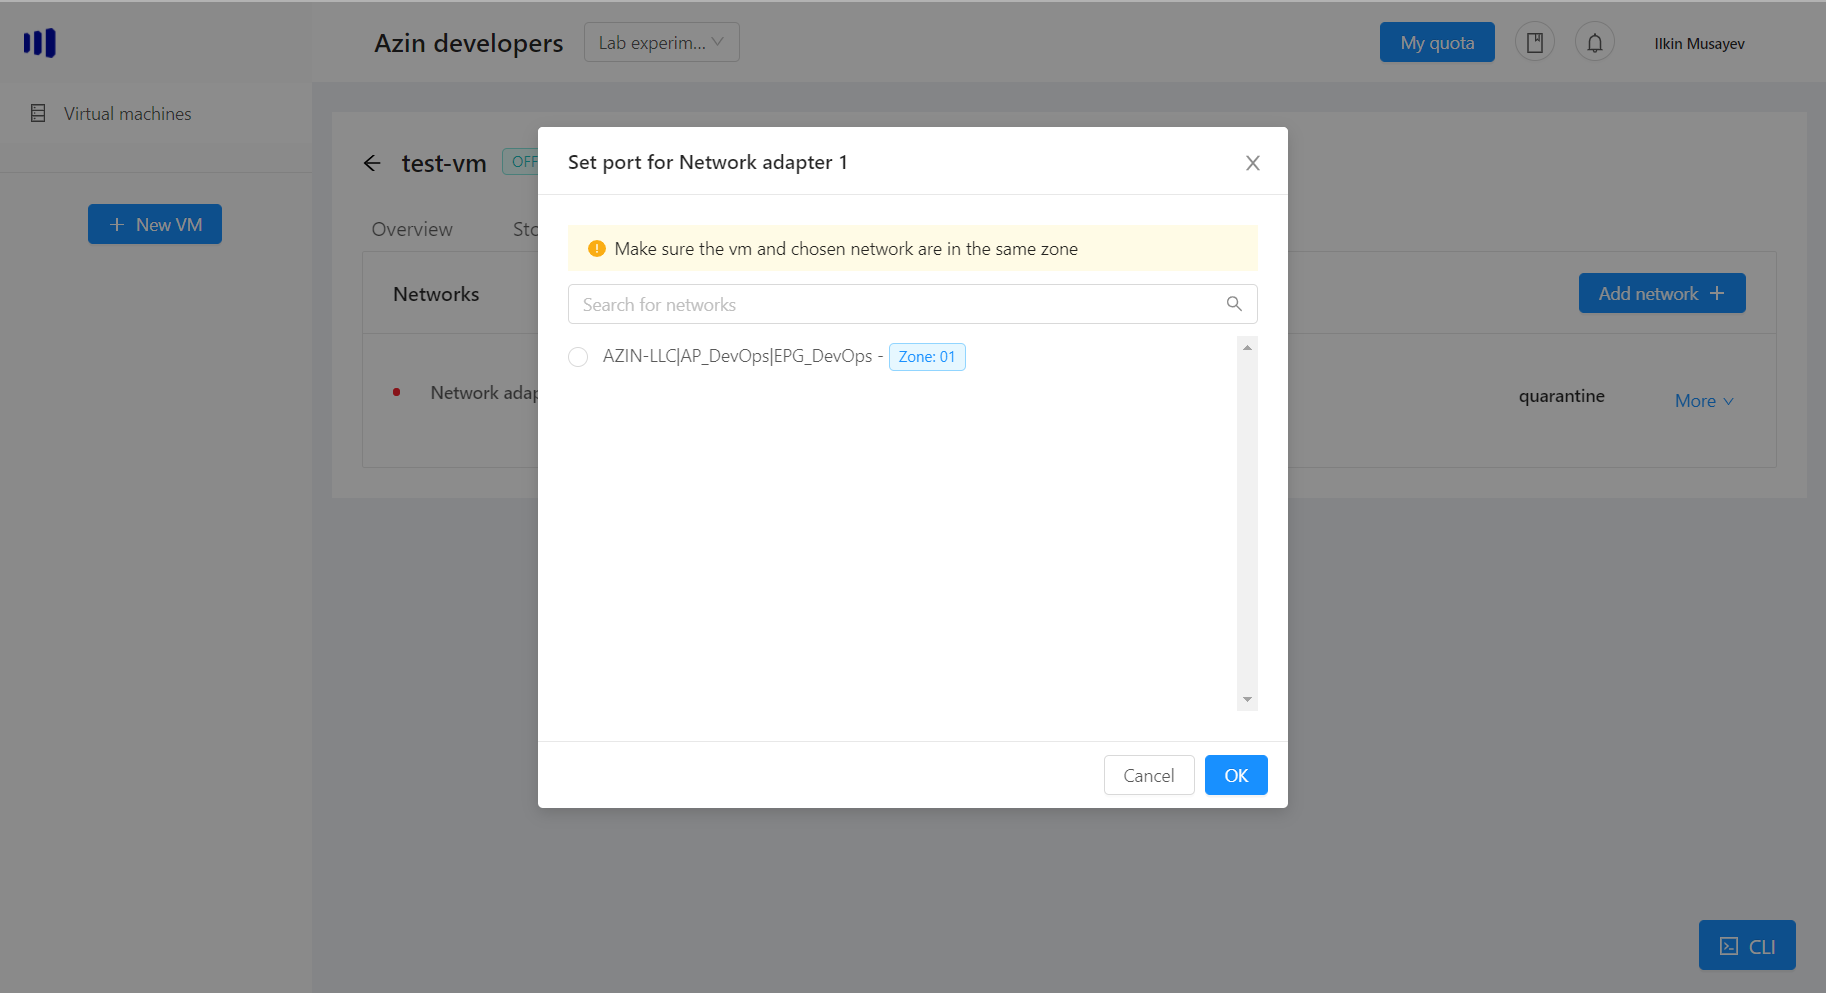 Azin developers
Lab experim...
My quota
Ilkin Musayev
Virtual machines
New VM
test-vm
OFF
Overview
Sto
Networks
Add network
Network adap
quarantine
More
Set port for Network adapter 1
Make sure the vm and chosen network are in the same zone
Search for networks
AZIN-LLC|AP_DevOps|EPG_DevOps - Zone: 01
Cancel
OK
CLI